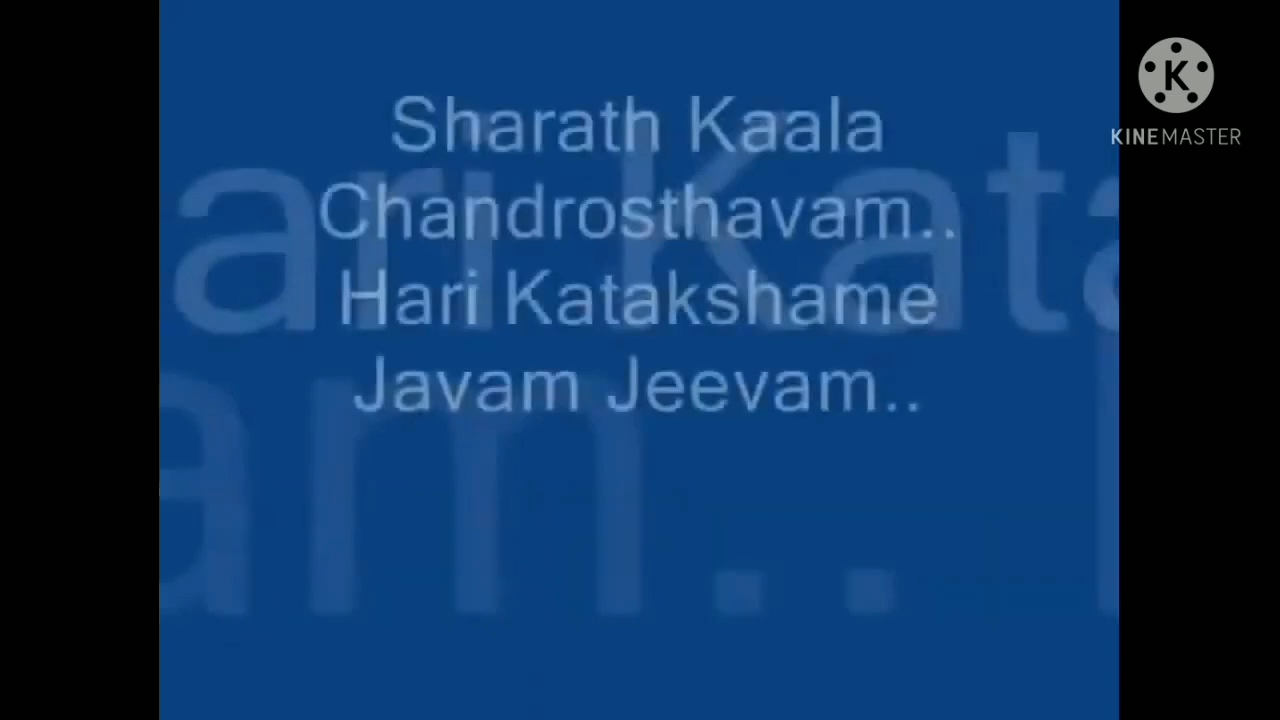 Sharath Kaala
Chandrosthavam..
Hari Katakshame
Javam Jeevam..
KINEMASTER